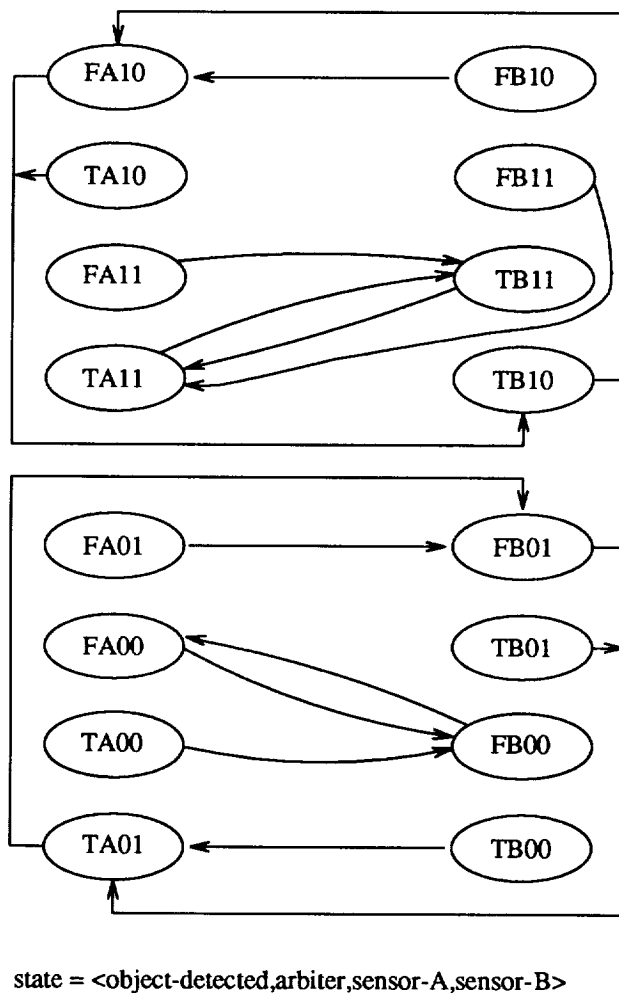 FA10 FB10
TA10 FB11
FA11 TB11
TA11 TB10
FA01 FB01
FA00 TB01
TA00 FB00
TA01 TB00
state = <object-detected,arbiter,sensor-A,sensor-B>